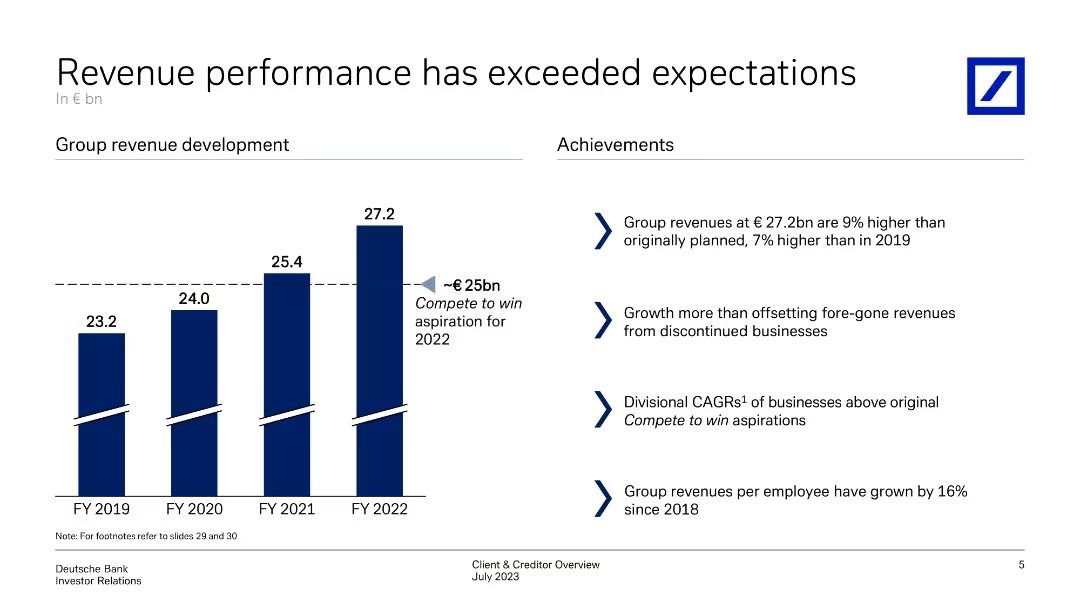 Revenue performance has exceeded expectations
In € bn
Group revenue development
23.2
24.0
25.4
27.2
~€ 25bn
Compete to win
aspiration for
2022
FY 2019
FY 2020
FY 2021
FY 2022
Note: For footnotes refer to slides 29 and 30
Achievements
Group revenues at € 27.2bn are 9% higher than
originally planned, 7% higher than in 2019
Growth more than offsetting fore-gone revenues
from discontinued businesses
Divisional CAGRs¹ of businesses above original
Compete to win aspirations
Group revenues per employee have grown by 16%
since 2018
Deutsche Bank
Investor Relations
Client & Creditor Overview
July 2023
5